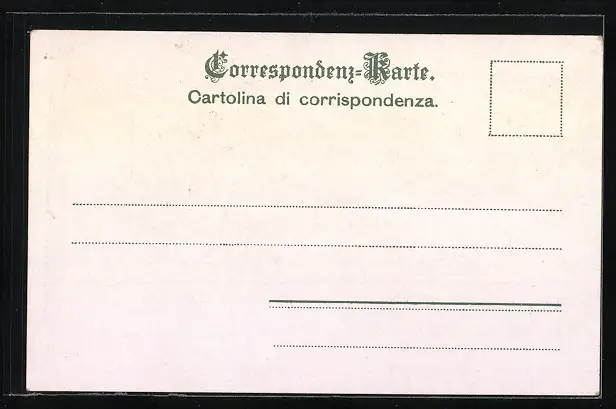 Correspondenz-Karte.
Cartolina di corrispondenza.